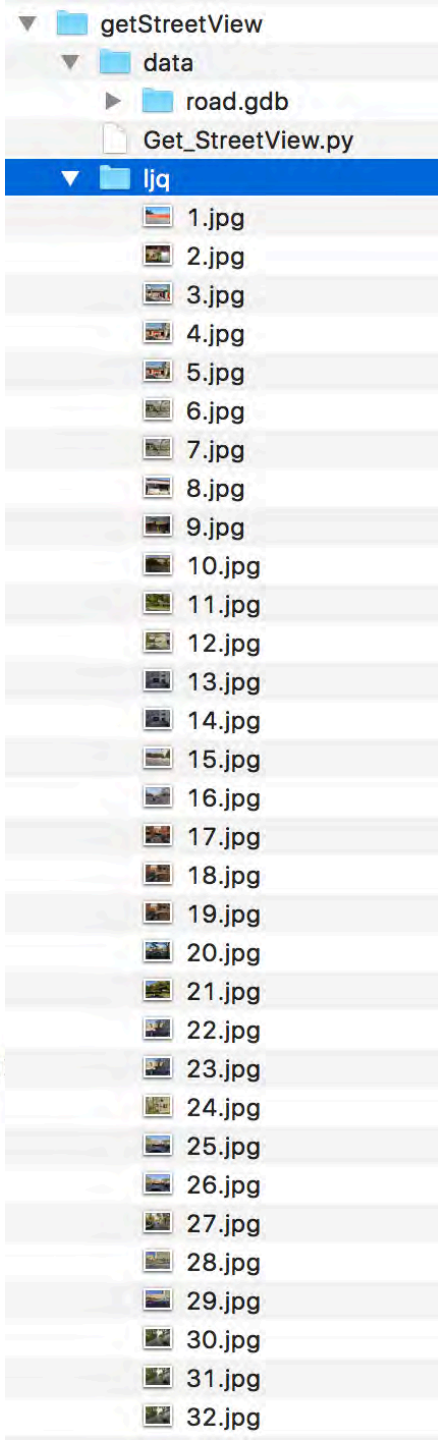 getStreetView
data
road.gdb
Get_StreetView.py
ljq
1.jpg
2.jpg
3.jpg
4.jpg
5.jpg
6.jpg
7.jpg
8.jpg
9.jpg
10.jpg
11.jpg
12.jpg
13.jpg
14.jpg
15.jpg
16.jpg
17.jpg
18.jpg
19.jpg
20.jpg
21.jpg
22.jpg
23.jpg
24.jpg
25.jpg
26.jpg
27.jpg
28.jpg
29.jpg
30.jpg
31.jpg
32.jpg